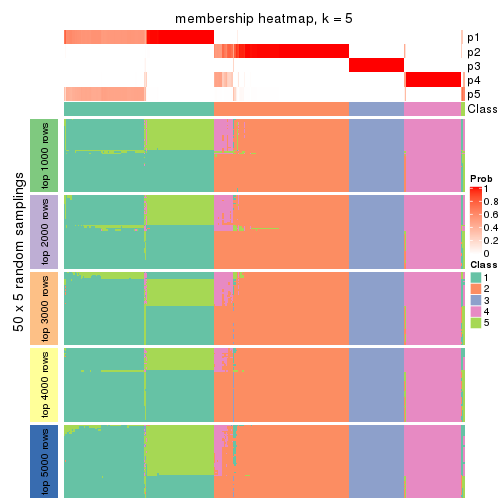 membership heatmap, k = 5
p1
p2
p3
p4
p5
Class
50 x 5 random samplings
top 1000 rows
top 2000 rows
top 3000 rows
top 4000 rows
top 5000 rows
Prob
1
0.8
0.6
0.4
0.2
0
Class
1
2
3
4
5